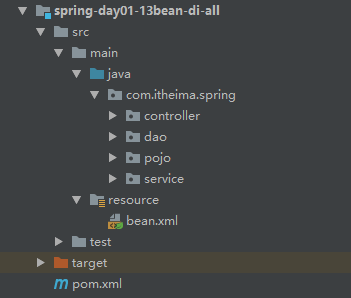 spring-day01-13bean-di-all
src
main
java
com.itheima.spring
controller
dao
pojo
service
resource
bean.xml
test
target
pom.xml